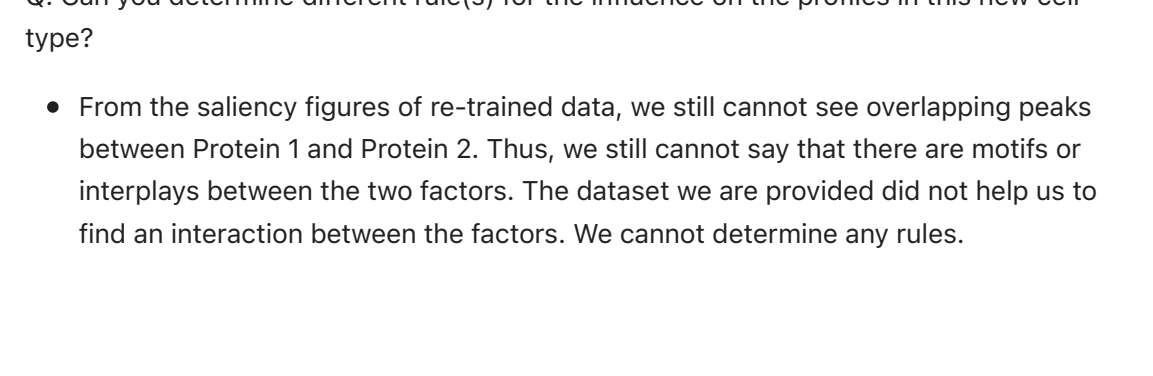 Q: Can you determine different rule(s) for the influence on the profiles in this new cell
type?
• From the saliency figures of re-trained data, we still cannot see overlapping peaks
between Protein 1 and Protein 2. Thus, we still cannot say that there are motifs or
interplays between the two factors. The dataset we are provided did not help us to
find an interaction between the factors. We cannot determine any rules.